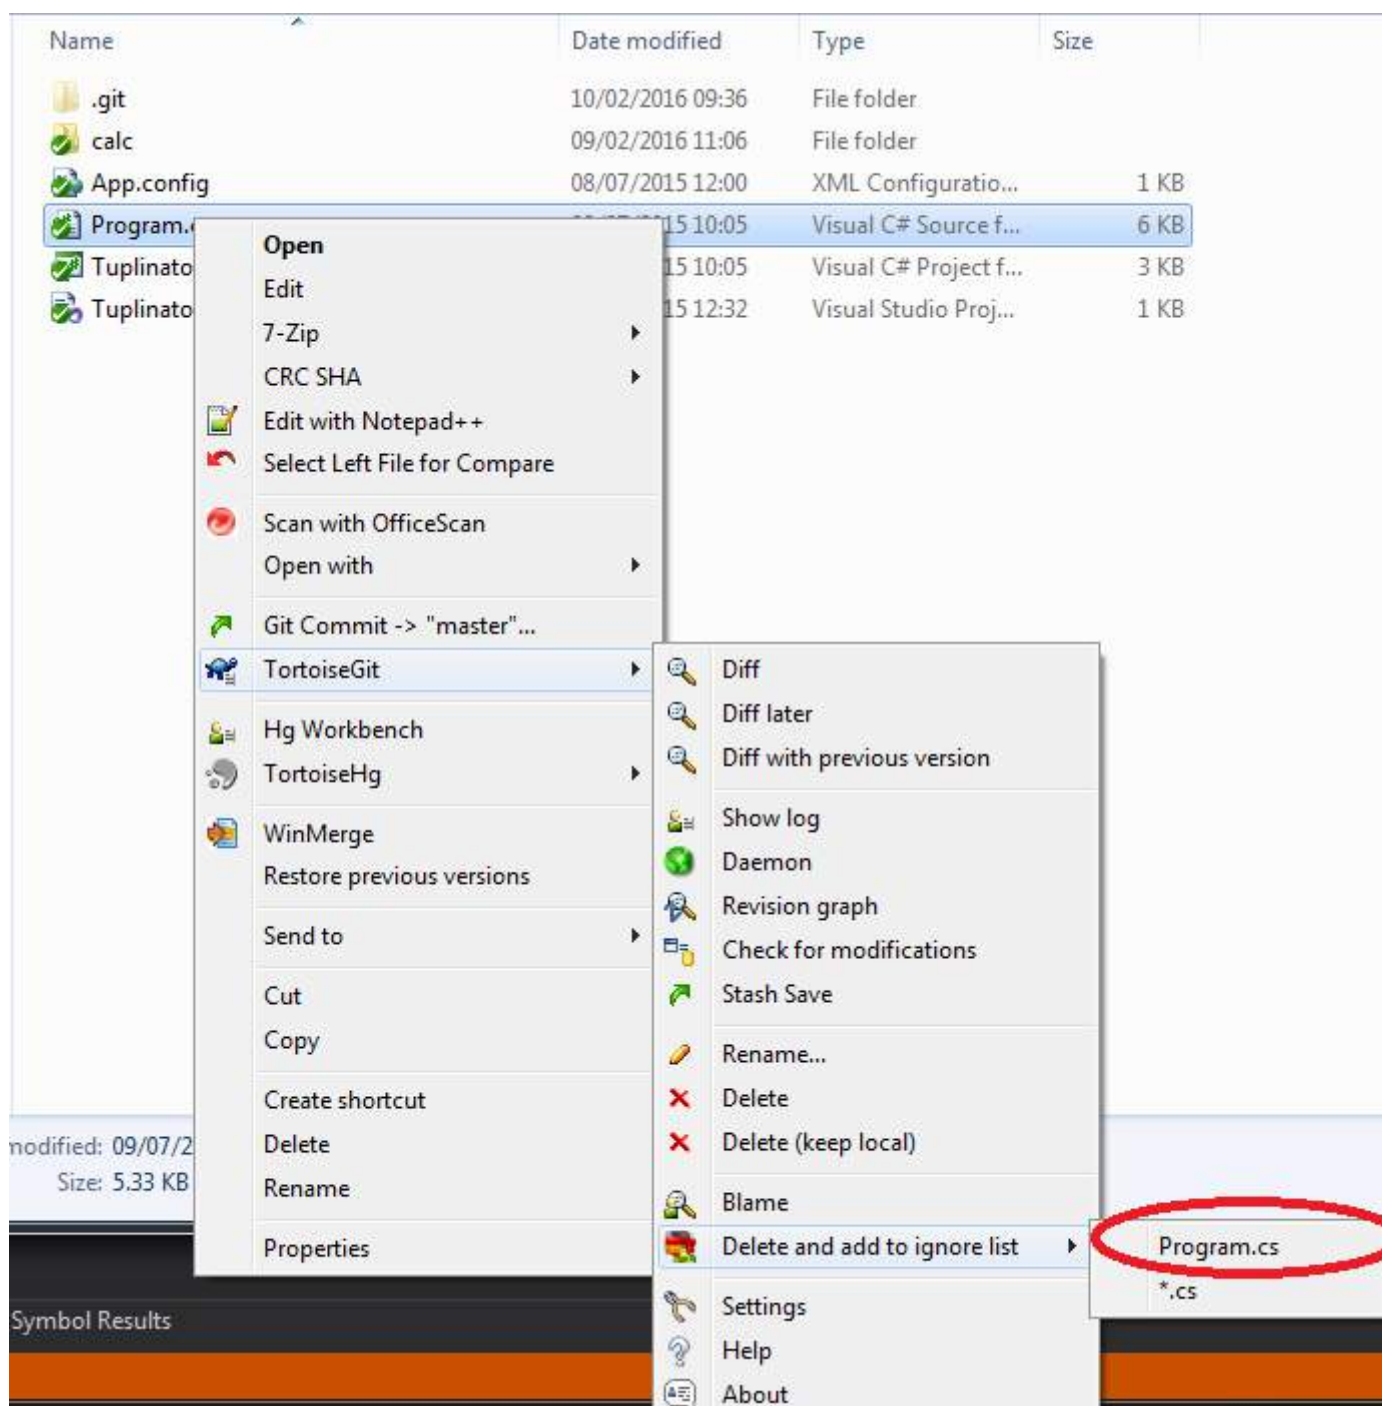 Name Date modified Type Size
.git 10/02/2016 09:36 File folder
calc 09/02/2016 11:06 File folder
App.config 08/07/2015 12:00 XML Configuratio... 1 KB
Program. 15 10:05 Visual C# Source f... 6 KB
Tuplinato 15 10:05 Visual C# Project f... 3 KB
Tuplinato 15 12:32 Visual Studio Proj... 1 KB
Open
Edit
7-Zip
CRC SHA
Edit with Notepad++
Select Left File for Compare
Scan with OfficeScan
Open with
Git Commit -> "master"...
TortoiseGit
Hg Workbench
TortoiseHg
WinMerge
Restore previous versions
Send to
Cut
Copy
Create shortcut
Delete
Rename
Properties
Diff
Diff later
Diff with previous version
Show log
Daemon
Revision graph
Check for modifications
Stash Save
Rename...
Delete
Delete (keep local)
Blame
Delete and add to ignore list
Settings
Help
About
Program.cs
*.cs
modified: 09/07/2
Size: 5.33 KB
Symbol Results